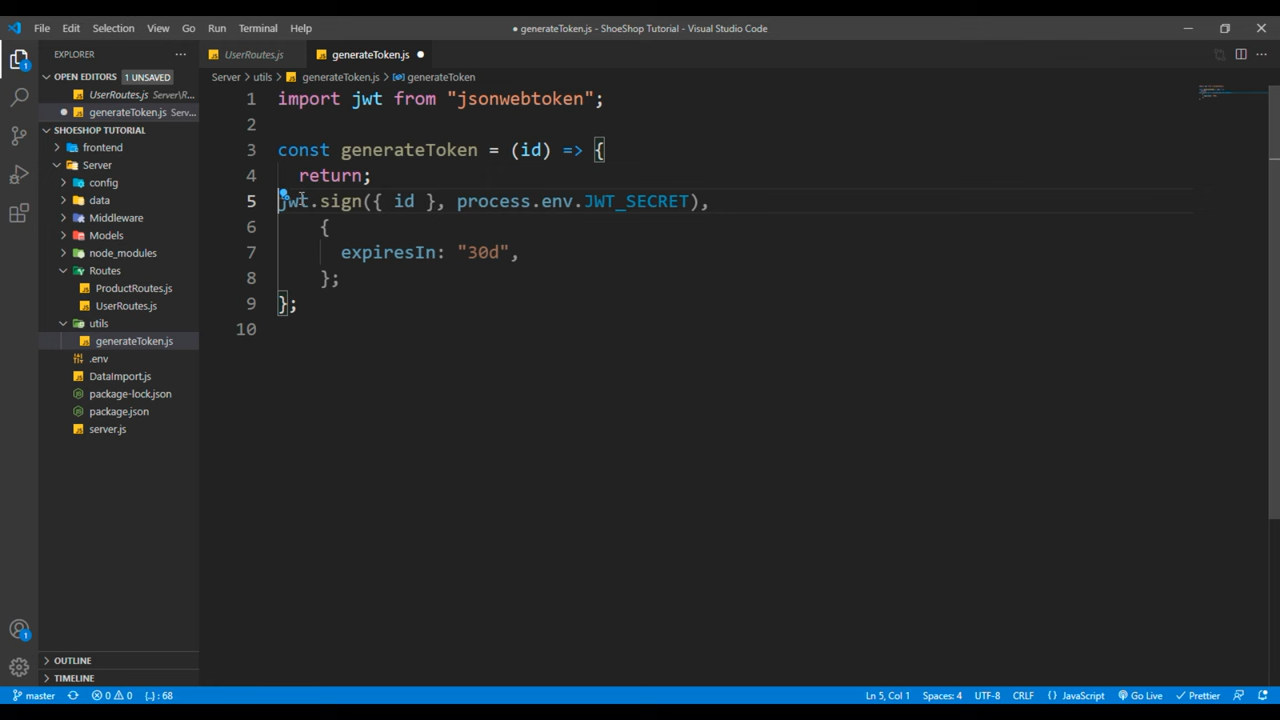 File Edit Selection View Go Run Terminal Help
● generateToken.js - ShoeShop Tutorial - Visual Studio Code
EXPLORER
UserRoutes.js
generateToken.js
OPEN EDITORS 1 UNSAVED
UserRoutes.js Server\R...
generateToken.js Serv...
SHOESHOP TUTORIAL
frontend
Server
config
data
Middleware
Models
node_modules
Routes
ProductRoutes.js
UserRoutes.js
utils
generateToken.js
.env
DataImport.js
package-lock.json
package.json
server.js
OUTLINE
TIMELINE
Server > utils > generateToken.js > generateToken
1 import jwt from "jsonwebtoken";
2
3 const generateToken = (id) => {
4 return;
5 jwt.sign({ id }, process.env.JWT_SECRET),
6 {
7 expiresIn: "30d",
8 };
9 };
10
1
1
master 0 0 {..} : 68
Ln 5, Col 1 Spaces: 4 UTF-8 CRLF {} JavaScript Go Live Prettier